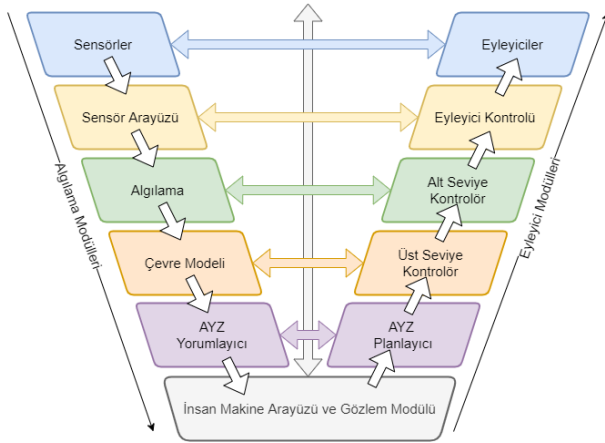 Sensörler
Eyleyiciler
Sensör Arayüzü
Eyleyici Kontrolü
Algılama
Alt Seviye
Kontrolör
Çevre Modeli
Üst Seviye
Kontrolör
AYZ
Yorumlayıcı
AYZ
Planlayıcı
İnsan Makine Arayüzü ve Gözlem Modülü
Algılama Modülleri
Eyleyici Modülleri